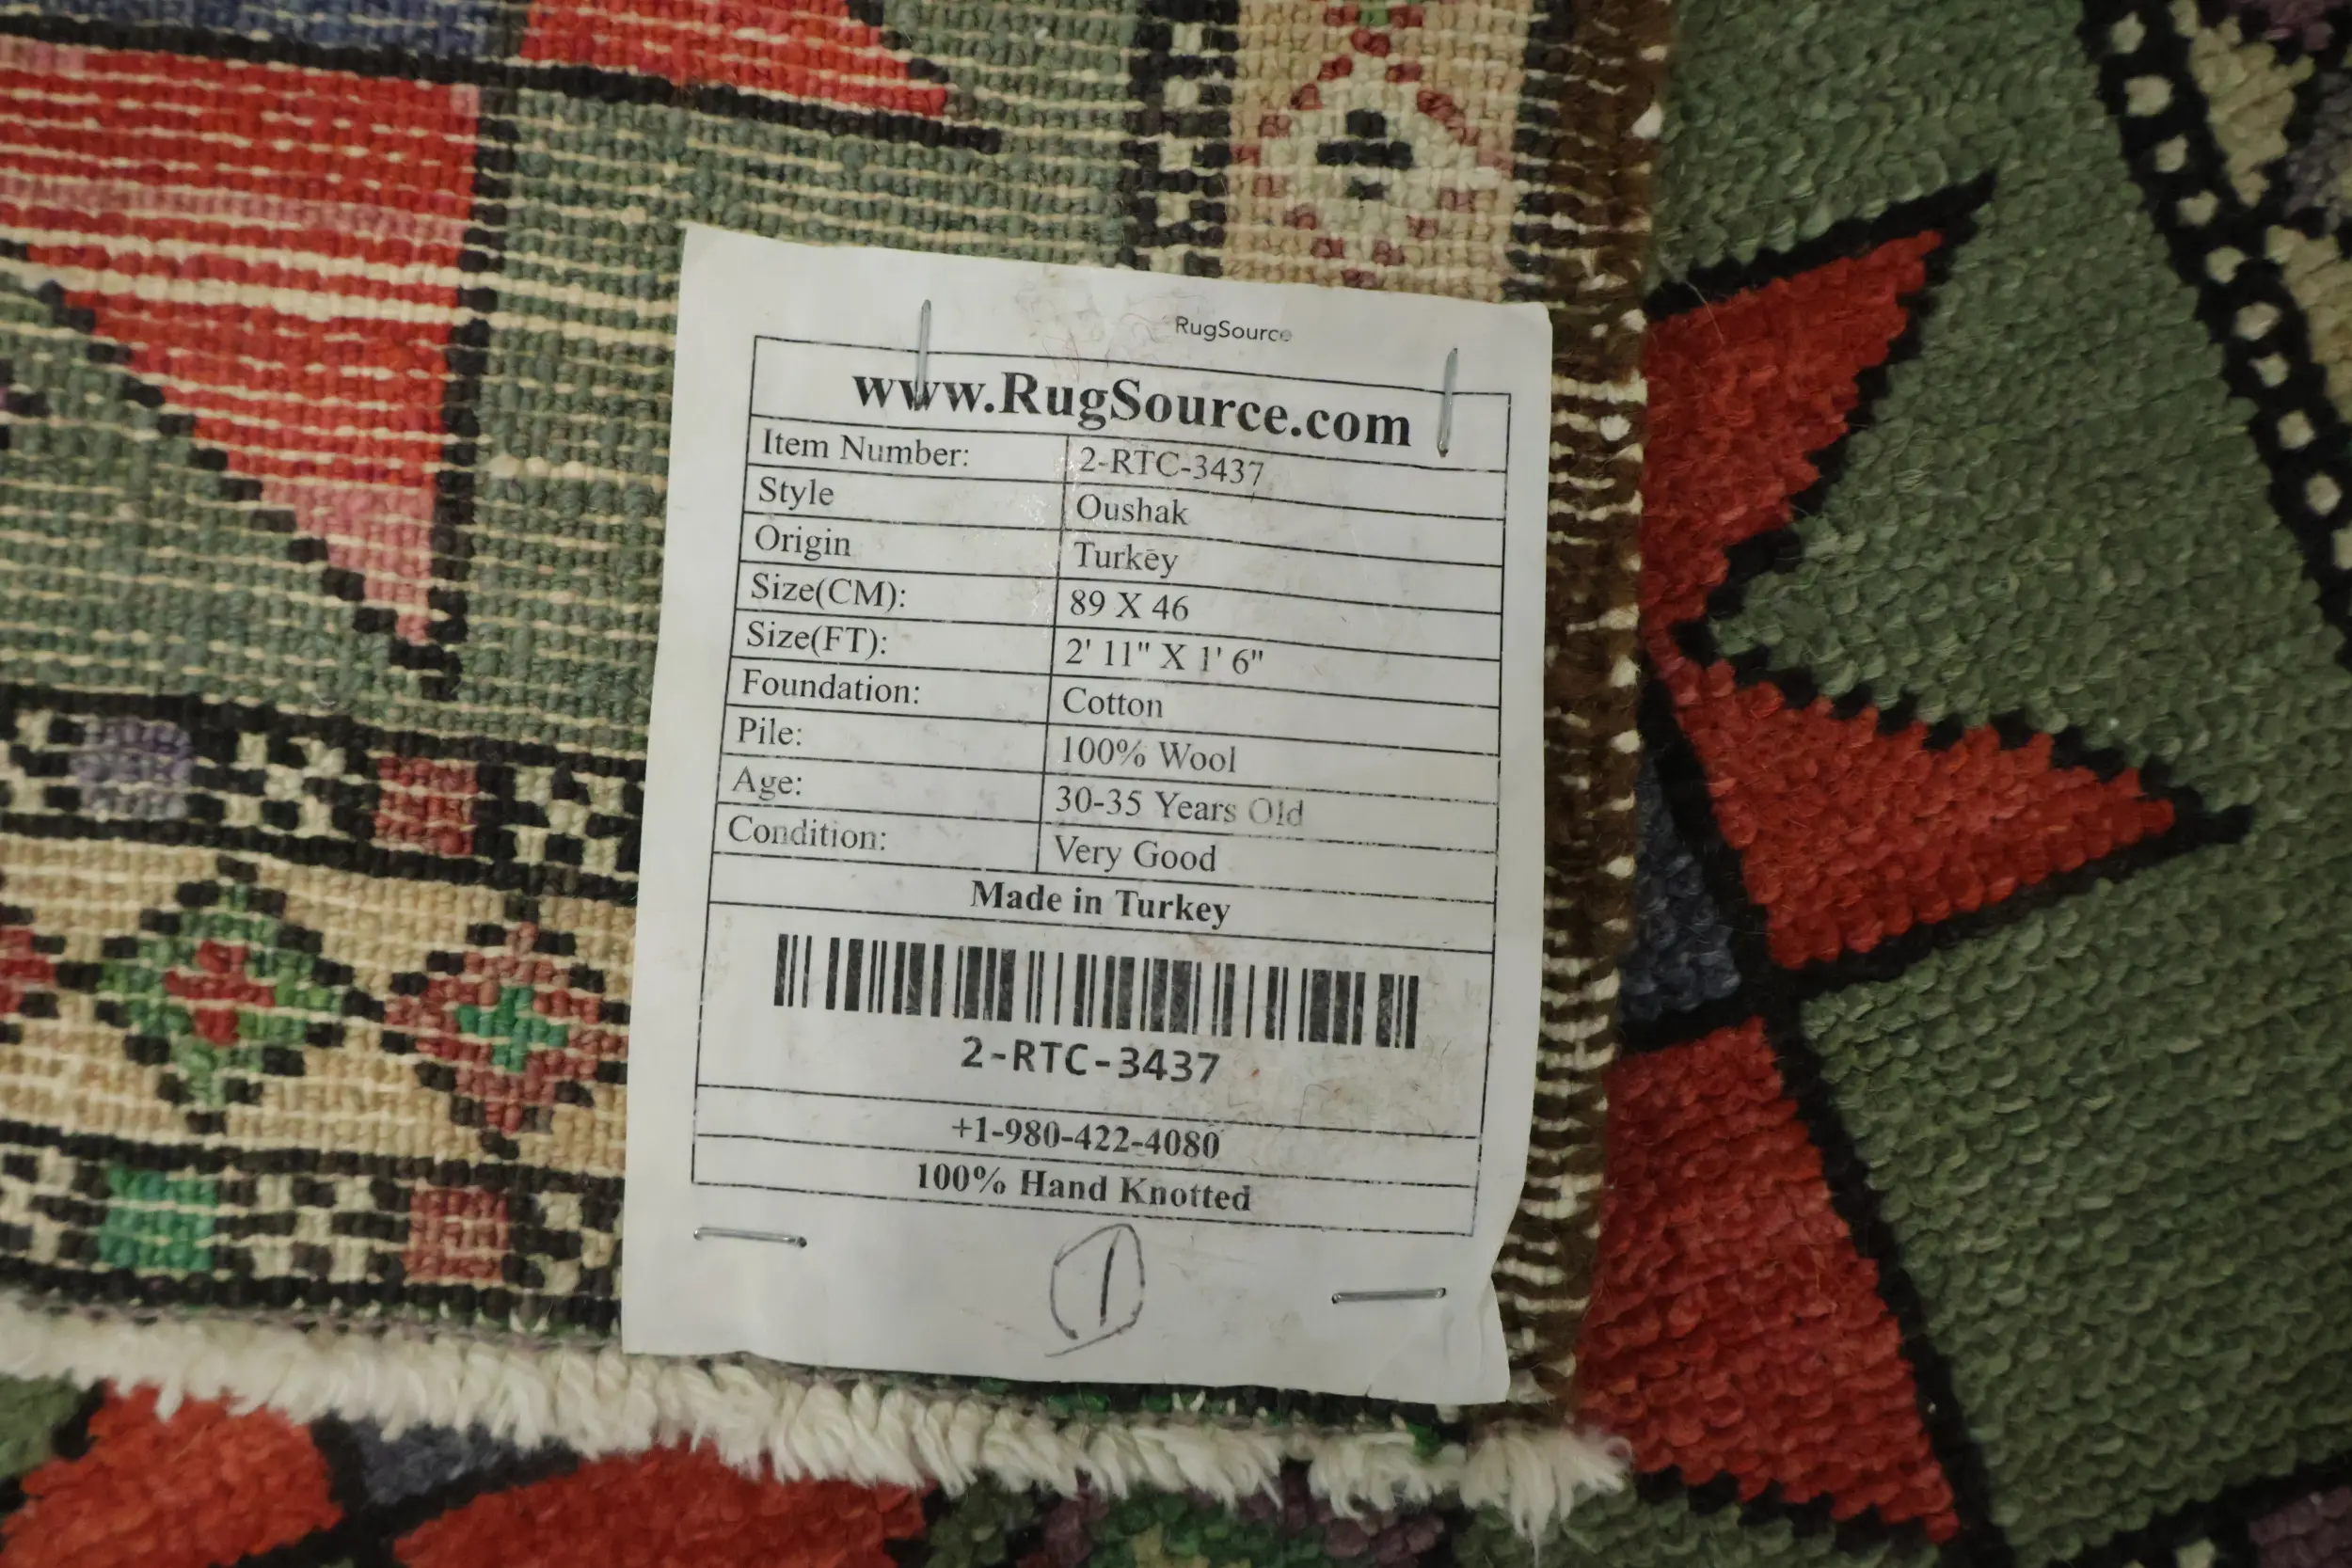 RugSource
www.RugSource.com
Item Number: 2-RTC-3437
Style Oushak
Origin Turkey
Size(CM): 89 X 46
Size(FT): 2' 11" X 1' 6"
Foundation: Cotton
Pile: 100% Wool
Age: 30-35 Years Old
Condition: Very Good
Made in Turkey
2-RTC-3437
+1-980-422-4080
100% Hand Knotted
1